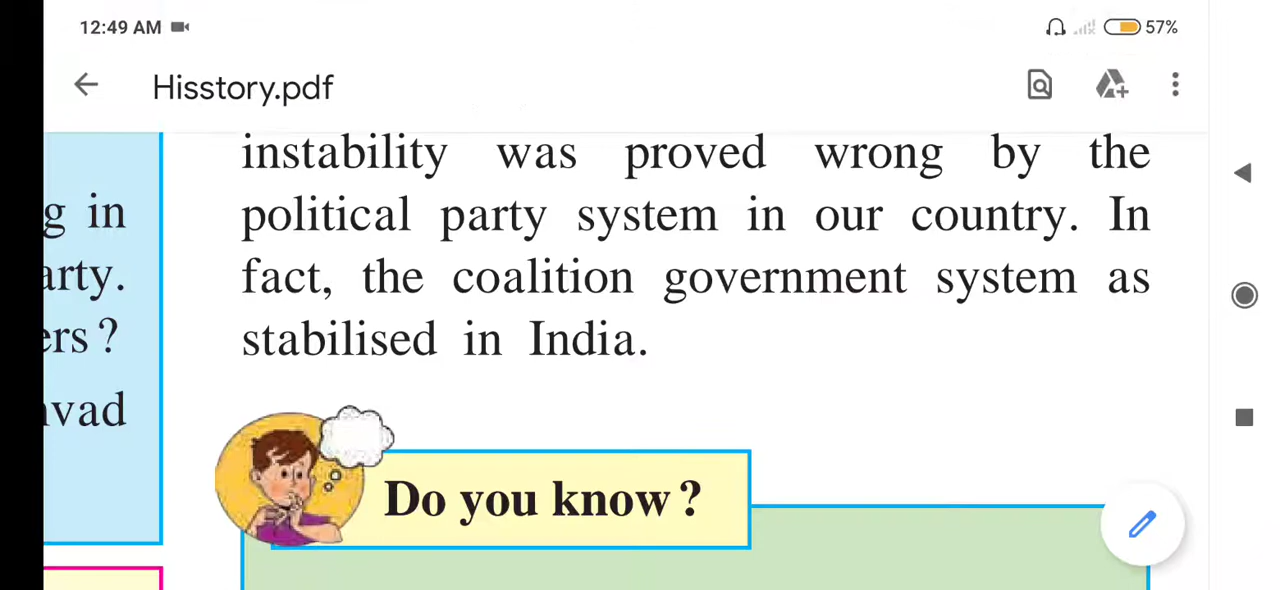 12:49 AM
57%
Hisstory.pdf
instability was proved wrong by the
political party system in our country. In
fact, the coalition government system as
stabilised in India.
g in
arty.
ers ?
vad
Do you know ?